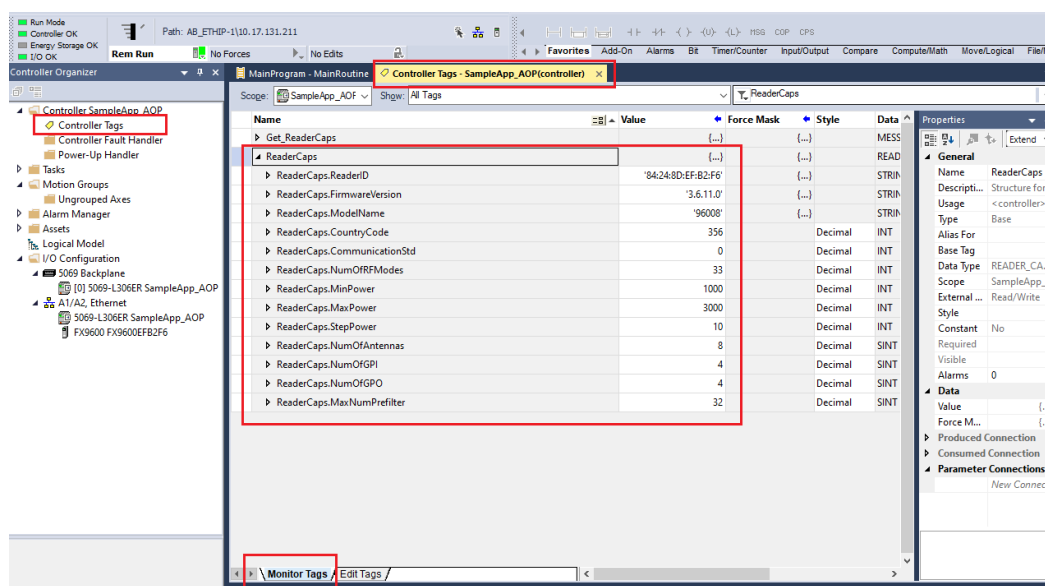 Run Mode
Controller OK
Energy Storage OK
I/O OK
Path: AB_ETHIP-1\10.17.131.211
Rem Run
No Forces
No Edits
MSG COP CPS
Favorites Add-On Alarms Bit Timer/Counter Input/Output Compare Compute/Math Move/Logical File/
Controller Organizer
MainProgram - MainRoutine
Controller Tags - SampleApp_AOP(controller)
Scope: SampleApp_AOF Show: All Tags ReaderCaps
Controller SampleApp_AOP
Controller Tags
Controller Fault Handler
Power-Up Handler
Tasks
Motion Groups
Ungrouped Axes
Alarm Manager
Assets
Logical Model
I/O Configuration
5069 Backplane
[0] 5069-L306ER SampleApp_AOP
A1/A2, Ethernet
5069-L306ER SampleApp_AOP
FX9600 FX9600EFB2F6
Name Value Force Mask Style Data
Get_ReaderCaps {...} {...} MESS
ReaderCaps {...} {...} READ
ReaderCaps.ReaderID '84:24:8D:EF:B2:F6' {...} STRIN
ReaderCaps.FirmwareVersion '3.6.11.0' {...} STRIN
ReaderCaps.ModelName '96008' {...} STRIN
ReaderCaps.CountryCode 356 Decimal INT
ReaderCaps.CommunicationStd 0 Decimal INT
ReaderCaps.NumOfRFModes 33 Decimal INT
ReaderCaps.MinPower 1000 Decimal INT
ReaderCaps.MaxPower 3000 Decimal INT
ReaderCaps.StepPower 10 Decimal INT
ReaderCaps.NumOfAntennas 8 Decimal SINT
ReaderCaps.NumOfGPI 4 Decimal SINT
ReaderCaps.NumOfGPO 4 Decimal SINT
ReaderCaps.MaxNumPrefilter 32 Decimal SINT
Monitor Tags Edit Tags
Properties
Extend
General
Name ReaderCaps
Descripti... Structure for
Usage <controller>
Type Base
Alias For
Base Tag
Data Type READER_CA.
Scope SampleApp_
External ... Read/Write
Style
Constant No
Required
Visible
Alarms 0
Data
Value {.
Force M... {.
Produced Connection
Consumed Connection
Parameter Connections
New Connec